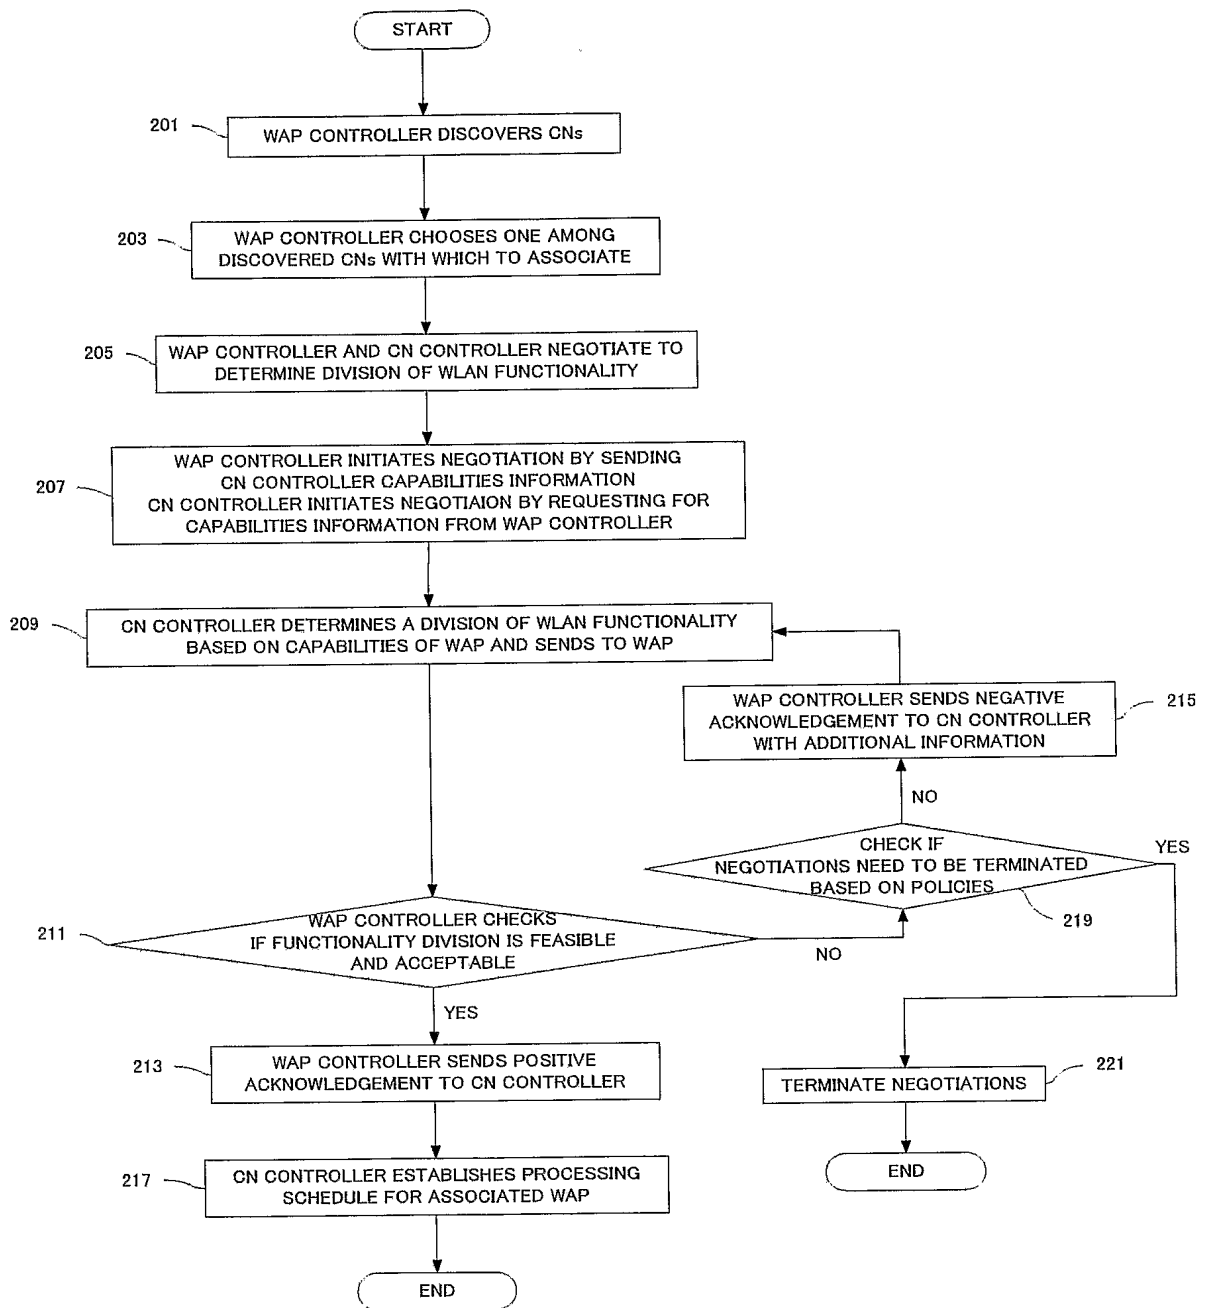 START
201
WAP CONTROLLER DISCOVERS CNs
203
WAP CONTROLLER CHOOSES ONE AMONG
DISCOVERED CNs WITH WHICH TO ASSOCIATE
205
WAP CONTROLLER AND CN CONTROLLER NEGOTIATE TO
DETERMINE DIVISION OF WLAN FUNCTIONALITY
207
WAP CONTROLLER INITIATES NEGOTIATION BY SENDING
CN CONTROLLER CAPABILITIES INFORMATION
CN CONTROLLER INITIATES NEGOTIAION BY REQUESTING FOR
CAPABILITIES INFORMATION FROM WAP CONTROLLER
209
CN CONTROLLER DETERMINES A DIVISION OF WLAN FUNCTIONALITY
BASED ON CAPABILITIES OF WAP AND SENDS TO WAP
WAP CONTROLLER SENDS NEGATIVE
ACKNOWLEDGEMENT TO CN CONTROLLER
WITH ADDITIONAL INFORMATION
215
NO
CHECK IF
NEGOTIATIONS NEED TO BE TERMINATED
BASED ON POLICIES
YES
219
211
WAP CONTROLLER CHECKS
IF FUNCTIONALITY DIVISION IS FEASIBLE
AND ACCEPTABLE
NO
YES
213
WAP CONTROLLER SENDS POSITIVE
ACKNOWLEDGEMENT TO CN CONTROLLER
TERMINATE NEGOTIATIONS
221
END
217
CN CONTROLLER ESTABLISHES PROCESSING
SCHEDULE FOR ASSOCIATED WAP
END